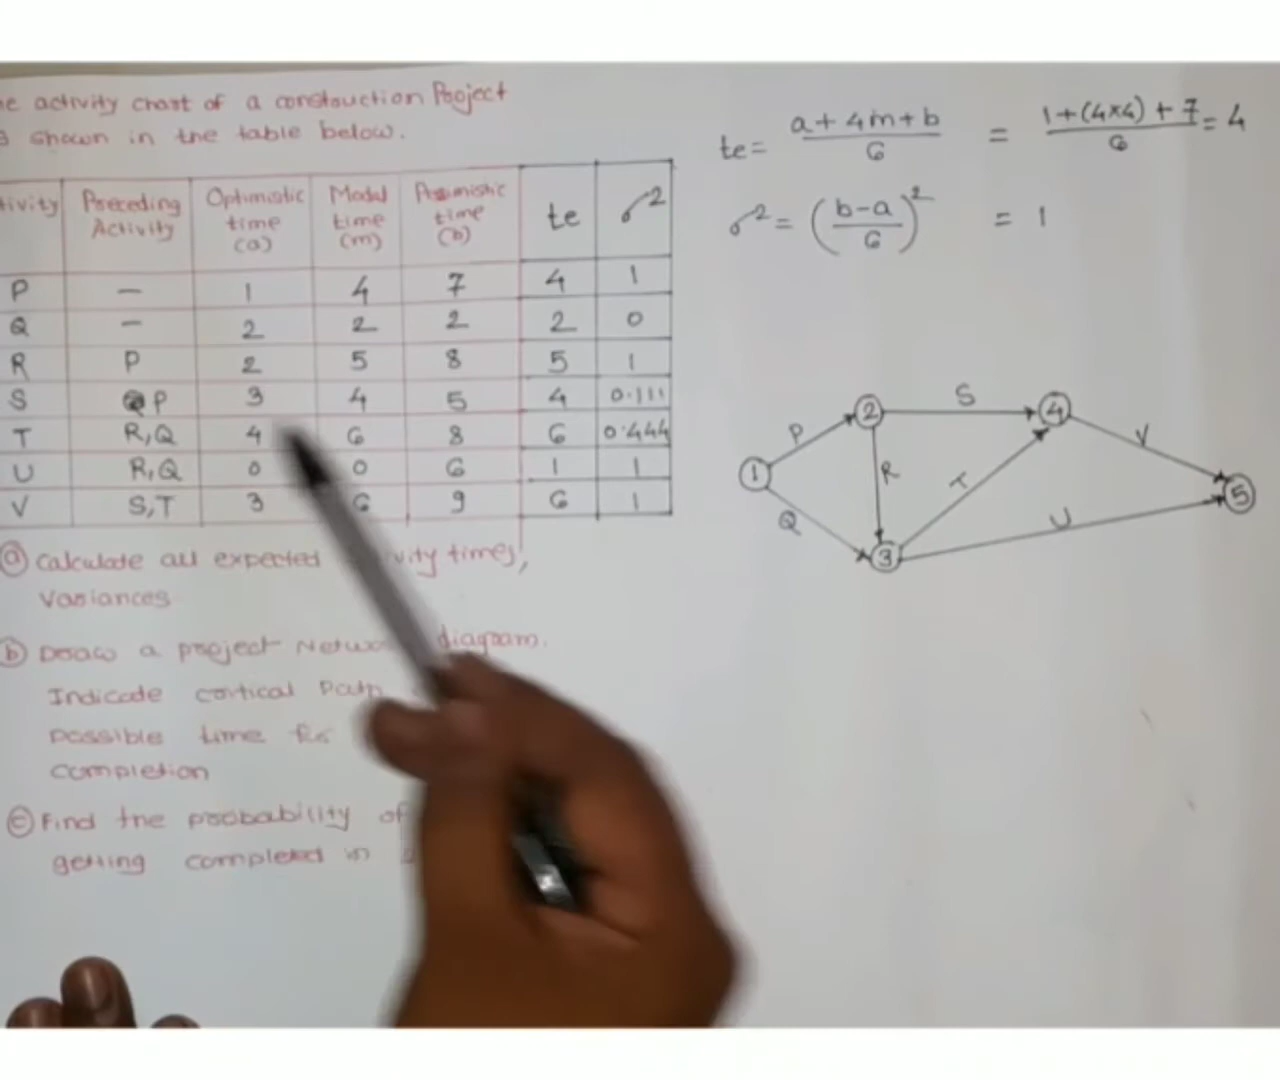 activity chart of a construction Project
shown in the table below.
Preceding Activity Optimistic time (a) Modal time (m) Pessimistic time (b) te σ²
P — 1 4 7 4 1
Q — 2 2 2 2 0
R P 2 5 8 5 1
S P 3 4 5 4 0.111
T R,Q 4 6 8 6 0.444
U R,Q 0 0 6 1 1
V S,T 3 6 9 6 1
(a) Calculate all expected times,
Variances
(b) Draw a project Network diagram.
Indicate critical Path
possible time for
completion
(c) Find the probability of
getting completed in
te = (a + 4m + b)/6 = (1 + (4×4) + 7)/6 = 4
σ² = ((b-a)/6)² = 1
S
2 4
P V
1 R T 5
Q U
3